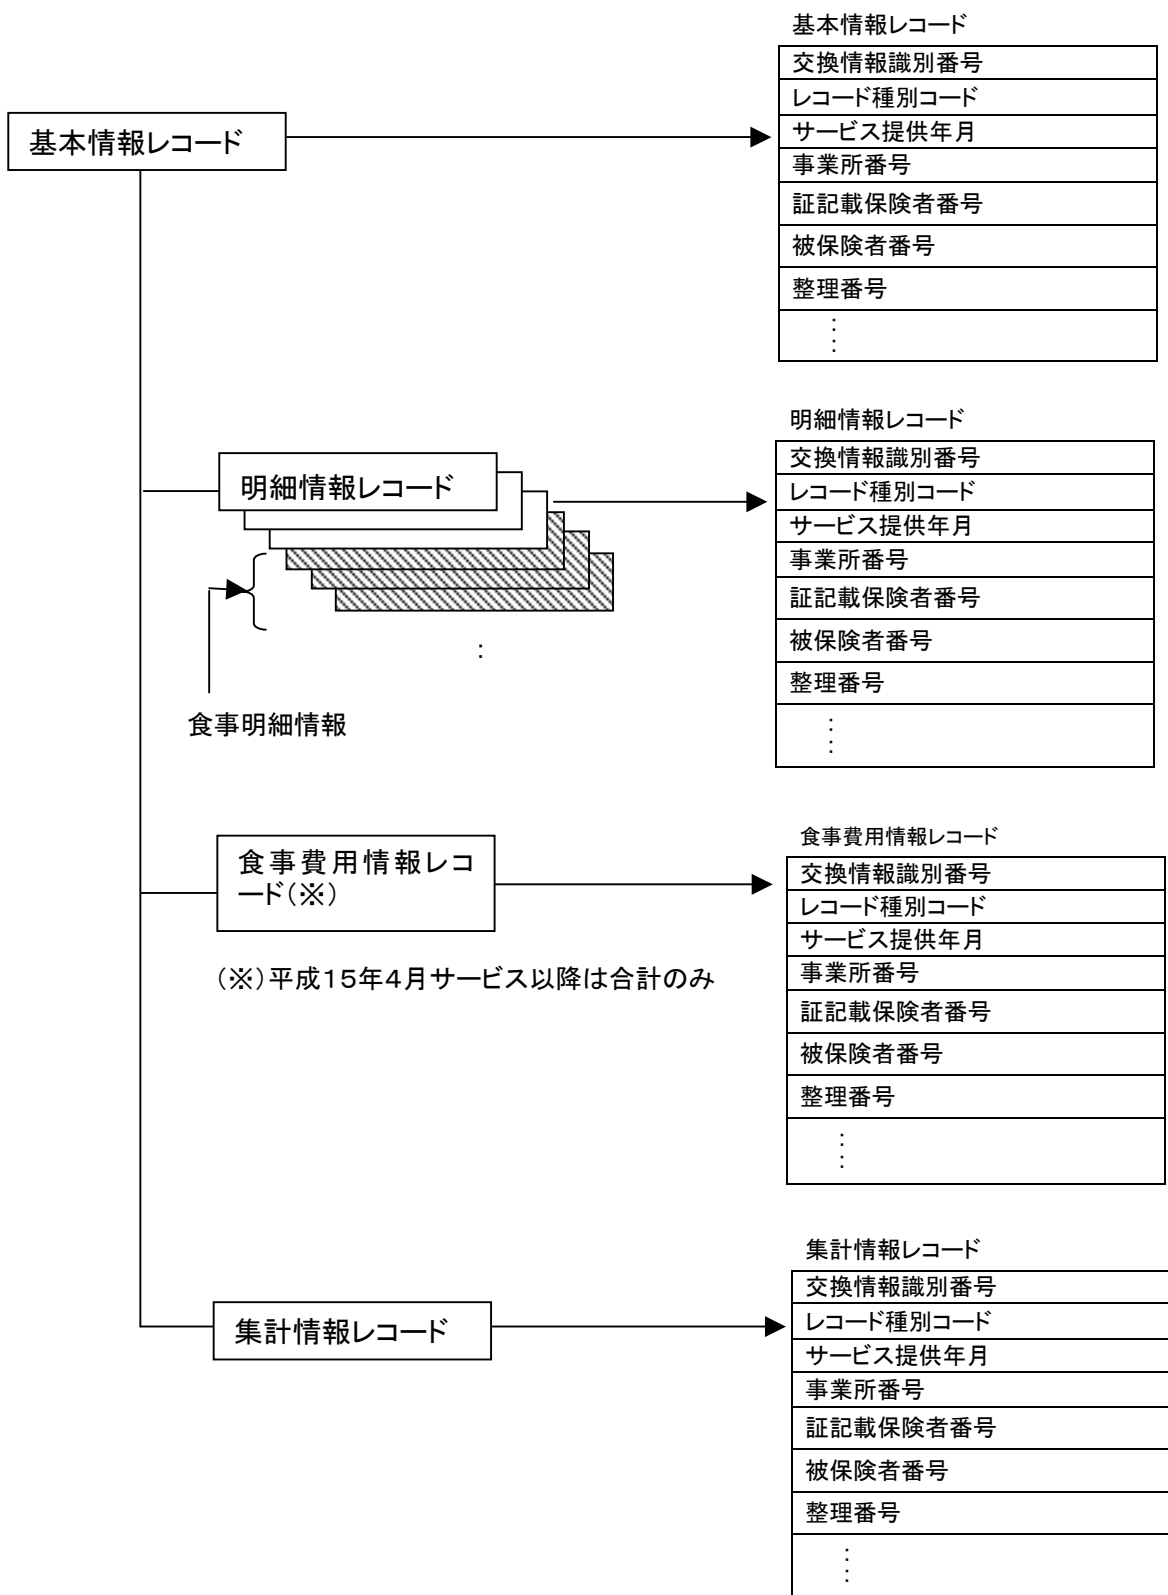 基本情報レコード
交換情報識別番号
レコード種別コード
サービス提供年月
事業所番号
証記載保険者番号
被保険者番号
整理番号
:
:
基本情報レコード
明細情報レコード
交換情報識別番号
レコード種別コード
サービス提供年月
事業所番号
証記載保険者番号
被保険者番号
整理番号
:
:
明細情報レコード
:
食事明細情報
食事費用情報レコード
交換情報識別番号
レコード種別コード
サービス提供年月
事業所番号
証記載保険者番号
被保険者番号
整理番号
:
:
食事費用情報レコ
ード(※)
(※)平成15年4月サービス以降は合計のみ
集計情報レコード
交換情報識別番号
レコード種別コード
サービス提供年月
事業所番号
証記載保険者番号
被保険者番号
整理番号
:
:
集計情報レコード